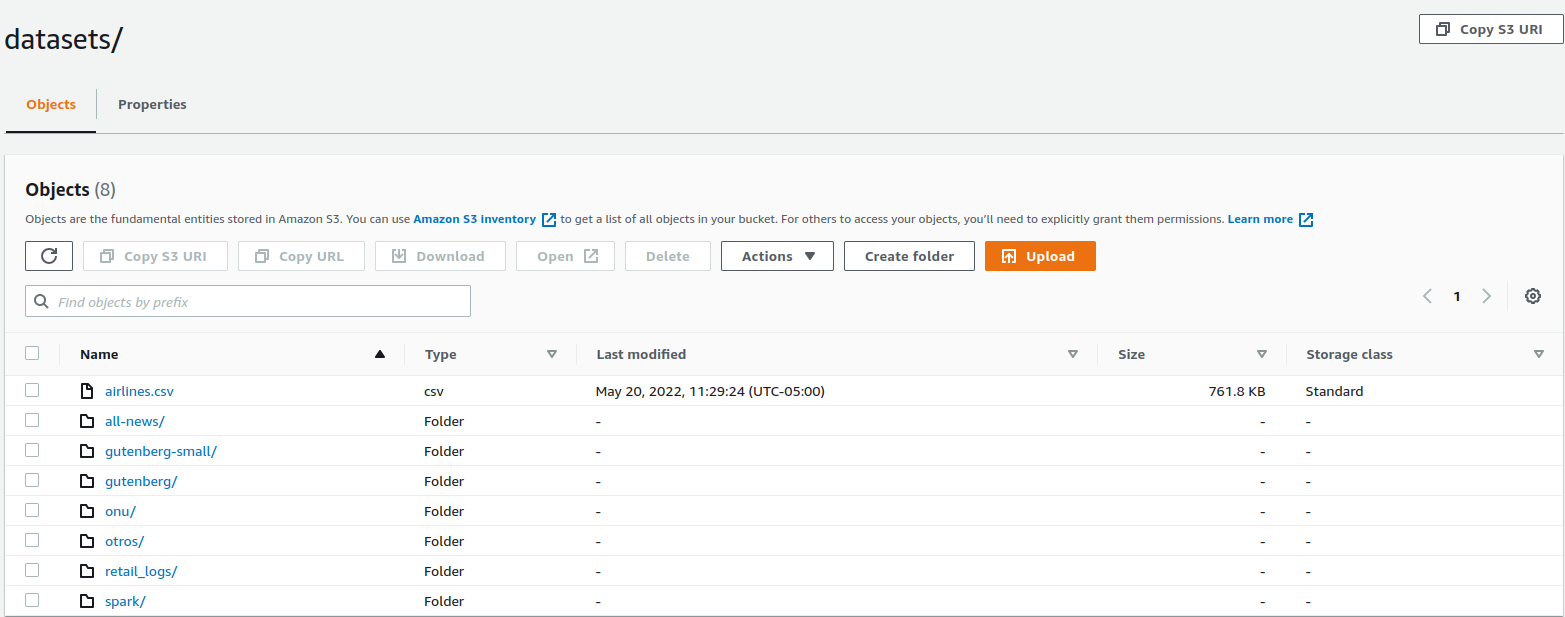 datasets/
Copy S3 URI
Objects Properties
Objects (8)
Objects are the fundamental entities stored in Amazon S3. You can use Amazon S3 inventory to get a list of all objects in your bucket. For others to access your objects, you'll need to explicitly grant them permissions. Learn more
Copy S3 URI Copy URL Download Open Delete Actions Create folder Upload
Find objects by prefix
1
Name Type Last modified Size Storage class
airlines.csv csv May 20, 2022, 11:29:24 (UTC-05:00) 761.8 KB Standard
all-news/ Folder - - -
gutenberg-small/ Folder - - -
gutenberg/ Folder - - -
onu/ Folder - - -
otros/ Folder - - -
retail_logs/ Folder - - -
spark/ Folder - - -